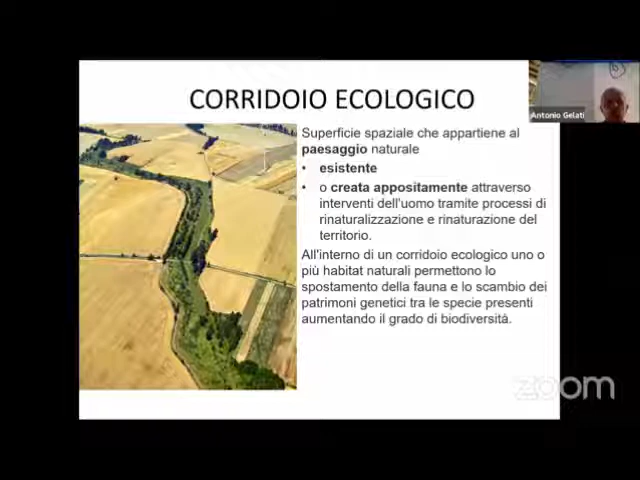 CORRIDOIO ECOLOGICO
Antonio Gelati
Superficie spaziale che appartiene al
paesaggio naturale
• esistente
• o creata appositamente attraverso
interventi dell'uomo tramite processi di
rinaturalizzazione e rinaturazione del
territorio.
All'interno di un corridoio ecologico uno o
più habitat naturali permettono lo
spostamento della fauna e lo scambio dei
patrimoni genetici tra le specie presenti
aumentando il grado di biodiversità.
zoom